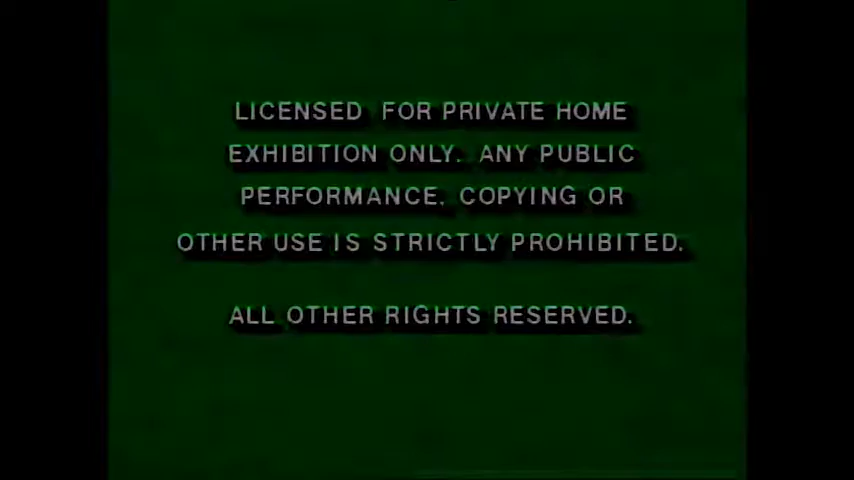 LICENSED FOR PRIVATE HOME
EXHIBITION ONLY. ANY PUBLIC
PERFORMANCE, COPYING OR
OTHER USE IS STRICTLY PROHIBITED.
ALL OTHER RIGHTS RESERVED.